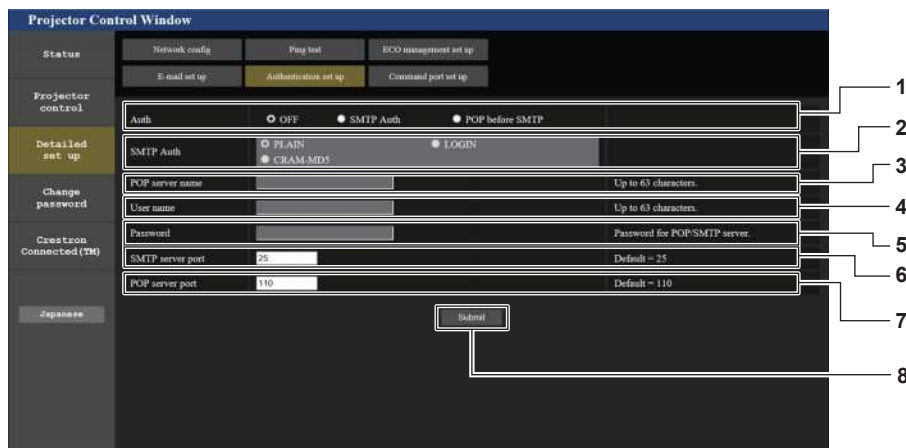 Projector Control Window
Status
Network config
Ping test
ECO management set up
E-mail set up
Authentication set up
Command port set up
Projector
control
Detailed
set up
Change
password
Crestron
Connected(TM)
Japanese
Auth
OFF
SMTP Auth
POP before SMTP
1
SMTP Auth
PLAIN
LOGIN
CRAM-MD5
2
POP server name
Up to 63 characters.
3
User name
Up to 63 characters.
4
Password
Password for POP/SMTP server.
5
SMTP server port
25
Default = 25
6
POP server port
110
Default = 110
7
Submit
8